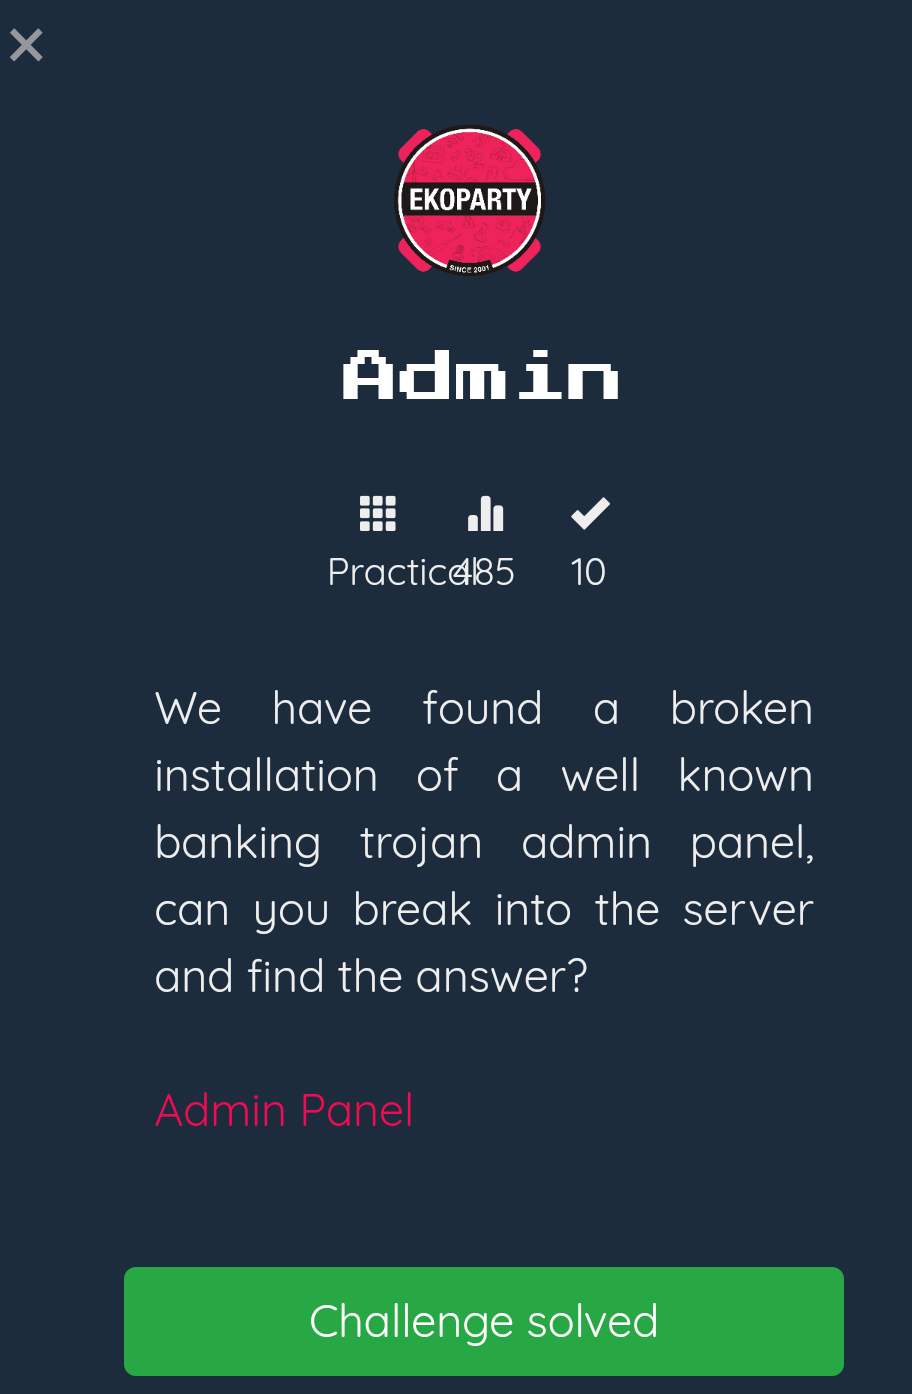 EKOPARTY
SINCE 2001
Admin
Practical 485 10
We have found a broken
installation of a well known
banking trojan admin panel,
can you break into the server
and find the answer?
Admin Panel
Challenge solved